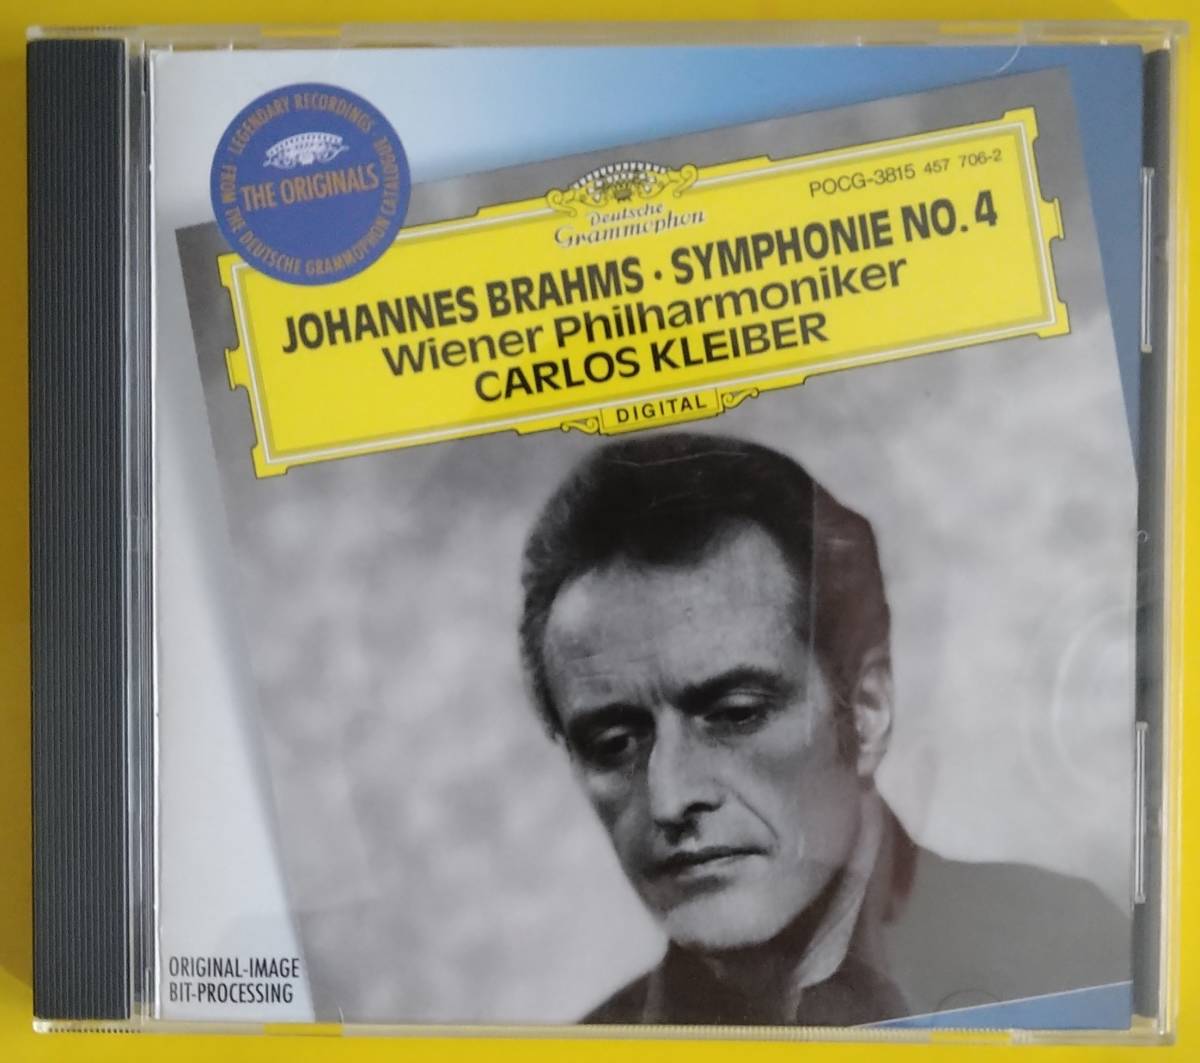 LEGENDARY RECORDINGS · FROM THE DEUTSCHE GRAMMOPHON CATALOGUE ·
THE ORIGINALS
Deutsche
Grammophon
POCG-3815 457 706-2
JOHANNES BRAHMS · SYMPHONIE NO. 4
Wiener Philharmoniker
CARLOS KLEIBER
DIGITAL
ORIGINAL-IMAGE
BIT-PROCESSING